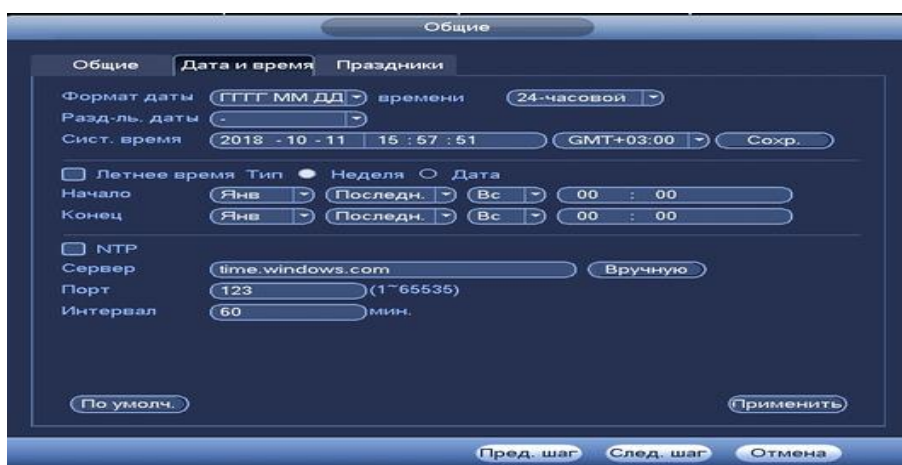 Общие
Общие Дата и время Праздники
Формат даты ГГГГ ММ ДД времени 24-часовой
Разд-ль. даты -
Сист. время 2018 - 10 - 11 15 : 57 : 51 GMT+03:00 Сохр.
Летнее время Тип Неделя Дата
Начало Янв Последн. Вс 00 : 00
Конец Янв Последн. Вс 00 : 00
NTP
Сервер time.windows.com Вручную
Порт 123 (1~65535)
Интервал 60 мин.
По умолч. Применить
Пред. шаг След. шаг Отмена